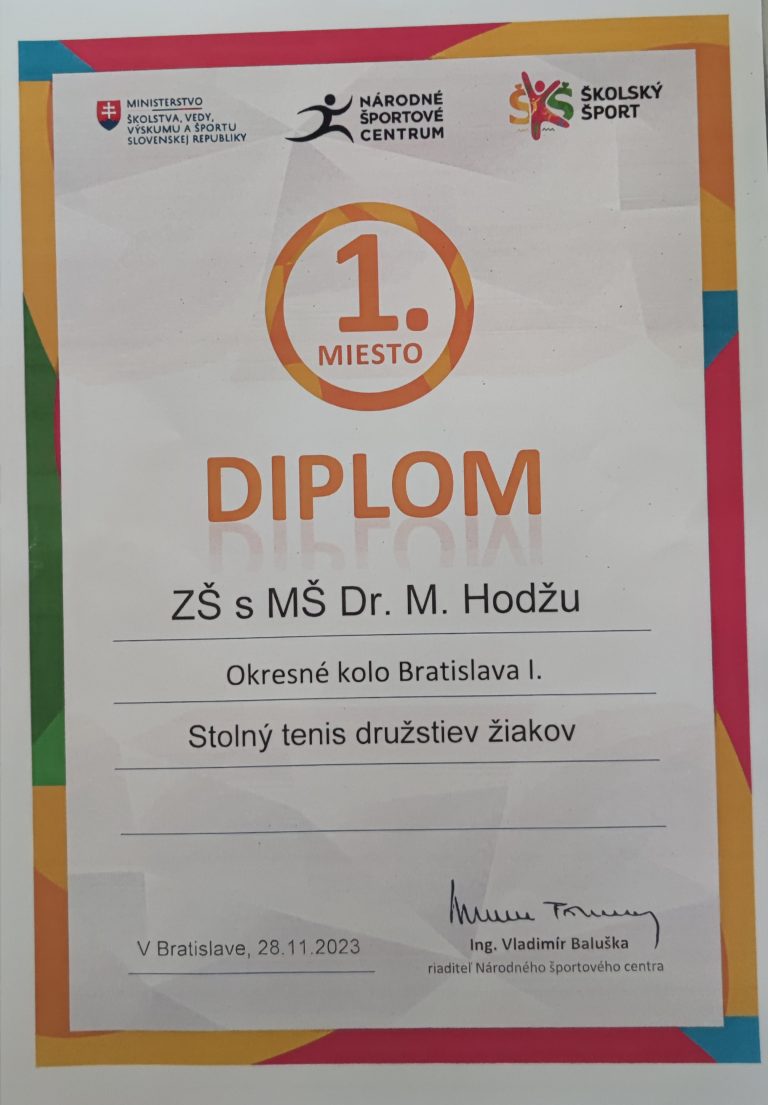 MINISTERSTVO
ŠKOLSTVA, VEDY,
VÝSKUMU A ŠPORTU
SLOVENSKEJ REPUBLIKY
NÁRODNÉ
ŠPORTOVÉ
CENTRUM
ŠŠ
ŠKOLSKÝ
ŠPORT
1.
MIESTO
DIPLOM
ZŠ s MŠ Dr. M. Hodžu
Okresné kolo Bratislava I.
Stolný tenis družstiev žiakov
V Bratislave, 28.11.2023
Ing. Vladimír Baluška
riaditeľ Národného športového centra